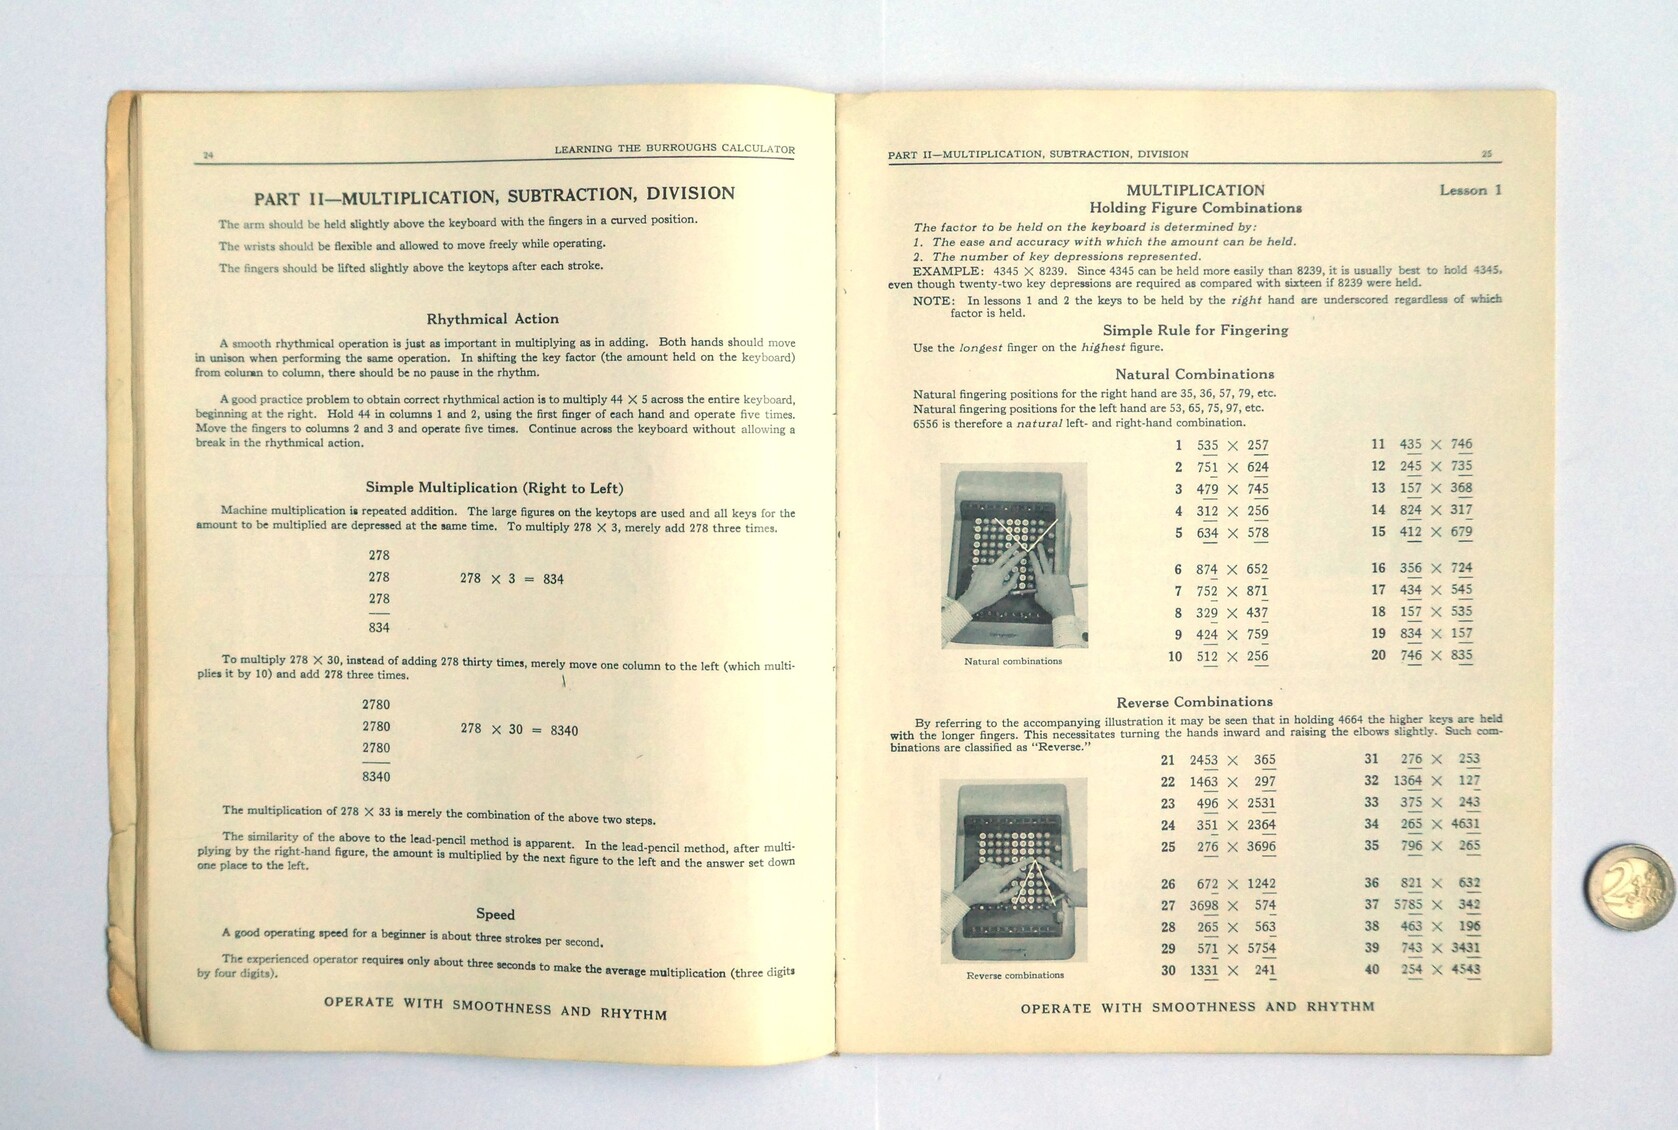 24
LEARNING THE BURROUGHS CALCULATOR
PART II—MULTIPLICATION, SUBTRACTION, DIVISION
The arm should be held slightly above the keyboard with the fingers in a curved position.
The wrists should be flexible and allowed to move freely while operating.
The fingers should be lifted slightly above the keytops after each stroke.
Rhythmical Action
A smooth rhythmical operation is just as important in multiplying as in adding. Both hands should move
in unison when performing the same operation. In shifting the key factor (the amount held on the keyboard)
from column to column, there should be no pause in the rhythm.
A good practice problem to obtain correct rhythmical action is to multiply 44 × 5 across the entire keyboard,
beginning at the right. Hold 44 in columns 1 and 2, using the first finger of each hand and operate five times.
Move the fingers to columns 2 and 3 and operate five times. Continue across the keyboard without allowing a
break in the rhythmical action.
Simple Multiplication (Right to Left)
Machine multiplication is repeated addition. The large figures on the keytops are used and all keys for the
amount to be multiplied are depressed at the same time. To multiply 278 × 3, merely add 278 three times.
278
278 278 × 3 = 834
278
834
To multiply 278 × 30, instead of adding 278 thirty times, merely move one column to the left (which multi-
plies it by 10) and add 278 three times.
2780
2780 278 × 30 = 8340
2780
8340
The multiplication of 278 × 33 is merely the combination of the above two steps.
The similarity of the above to the lead-pencil method is apparent. In the lead-pencil method, after multi-
plying by the right-hand figure, the amount is multiplied by the next figure to the left and the answer set down
one place to the left.
Speed
A good operating speed for a beginner is about three strokes per second.
The experienced operator requires only about three seconds to make the average multiplication (three digits
by four digits).
OPERATE WITH SMOOTHNESS AND RHYTHM
PART II—MULTIPLICATION, SUBTRACTION, DIVISION
25
MULTIPLICATION Lesson 1
Holding Figure Combinations
The factor to be held on the keyboard is determined by:
1. The ease and accuracy with which the amount can be held.
2. The number of key depressions represented.
EXAMPLE: 4345 × 8239. Since 4345 can be held more easily than 8239, it is usually best to hold 4345,
even though twenty-two key depressions are required as compared with sixteen if 8239 were held.
NOTE: In lessons 1 and 2 the keys to be held by the right hand are underscored regardless of which
factor is held.
Simple Rule for Fingering
Use the longest finger on the highest figure.
Natural Combinations
Natural fingering positions for the right hand are 35, 36, 57, 79, etc.
Natural fingering positions for the left hand are 53, 65, 75, 97, etc.
6556 is therefore a natural left- and right-hand combination.
1 535 × 257 11 435 × 746
2 751 × 624 12 245 × 735
3 479 × 745 13 157 × 368
4 312 × 256 14 824 × 317
5 634 × 578 15 412 × 679
6 874 × 652 16 356 × 724
7 752 × 871 17 434 × 545
8 329 × 437 18 157 × 535
9 424 × 759 19 834 × 157
10 512 × 256 20 746 × 835
Natural combinations
Reverse Combinations
By referring to the accompanying illustration it may be seen that in holding 4664 the higher keys are held
with the longer fingers. This necessitates turning the hands inward and raising the elbows slightly. Such com-
binations are classified as "Reverse."
21 2453 × 365 31 276 × 253
22 1463 × 297 32 1364 × 127
23 496 × 2531 33 375 × 243
24 351 × 2364 34 265 × 4631
25 276 × 3696 35 796 × 265
26 672 × 1242 36 821 × 632
27 3698 × 574 37 5785 × 342
28 265 × 563 38 463 × 196
29 571 × 5754 39 743 × 3431
30 1331 × 241 40 254 × 4543
Reverse combinations
OPERATE WITH SMOOTHNESS AND RHYTHM
2